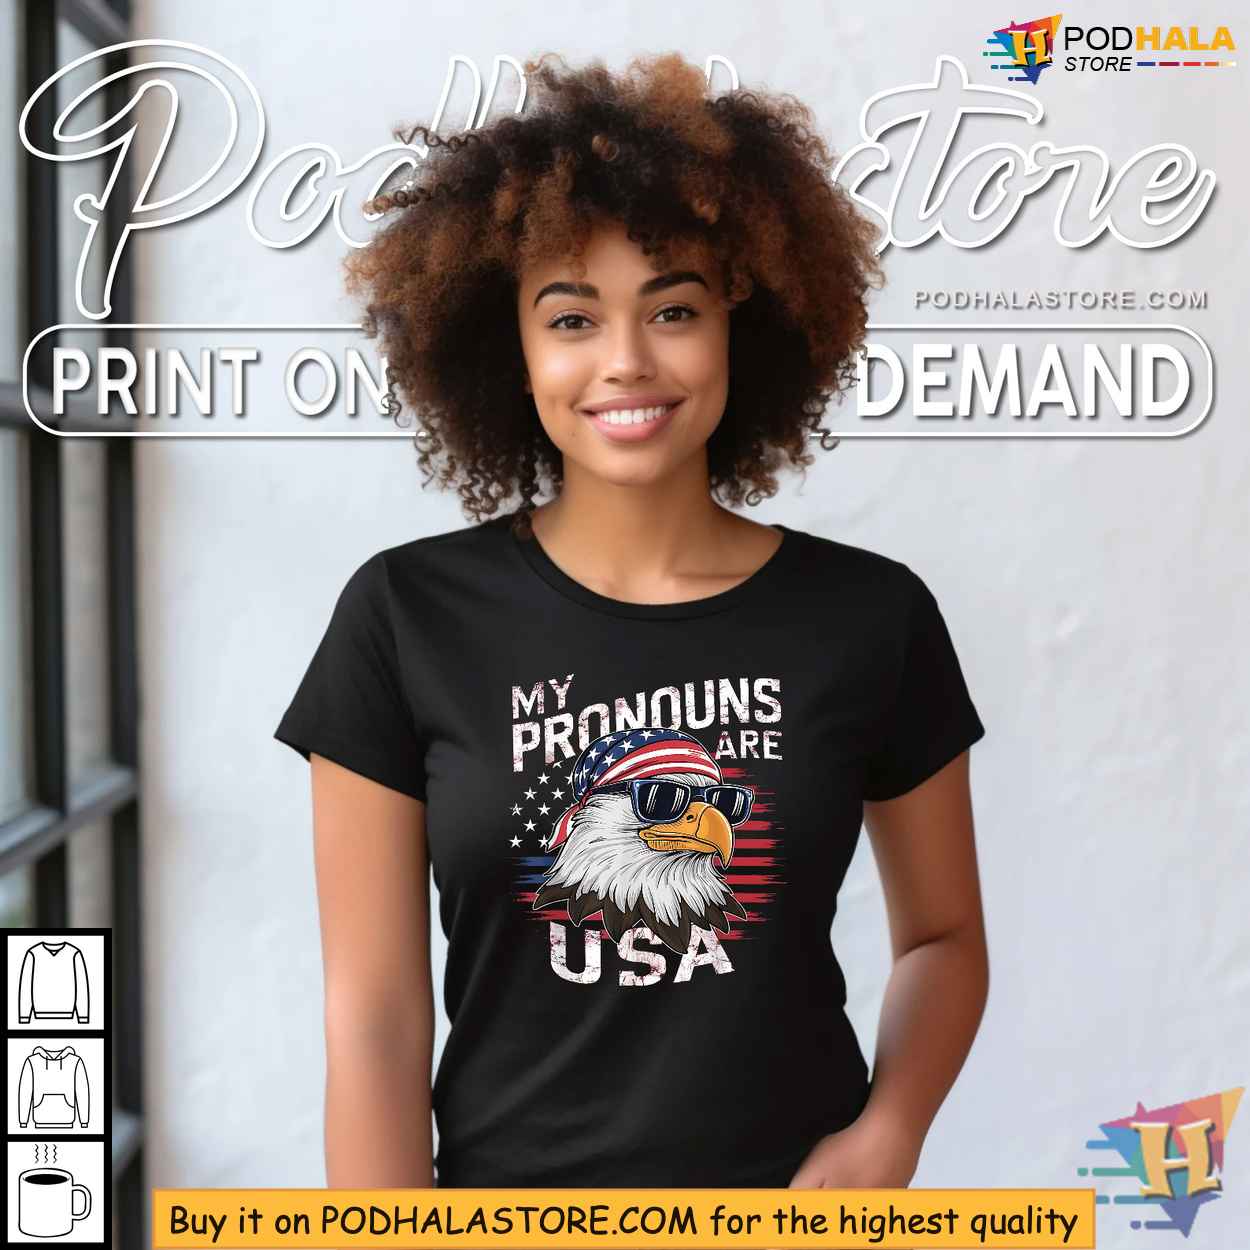 PODHALA
STORE
Podhalastore
PODHALASTORE.COM
PRINT ON DEMAND
MY
PRONOUNS
ARE
USA
H
Buy it on PODHALASTORE.COM for the highest quality